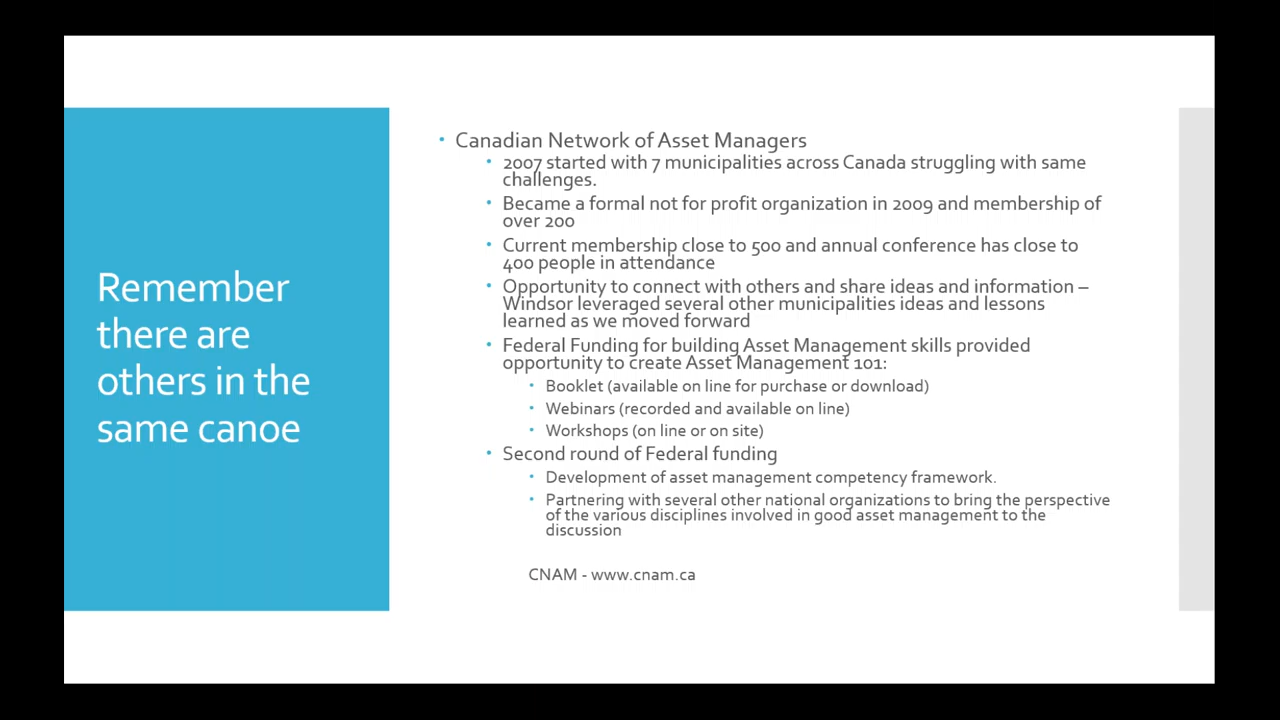 Remember
there are
others in the
same canoe
• Canadian Network of Asset Managers
• 2007 started with 7 municipalities across Canada struggling with same
challenges.
• Became a formal not for profit organization in 2009 and membership of
over 200
• Current membership close to 500 and annual conference has close to
400 people in attendance
• Opportunity to connect with others and share ideas and information –
Windsor leveraged several other municipalities ideas and lessons
learned as we moved forward
• Federal Funding for building Asset Management skills provided
opportunity to create Asset Management 101:
• Booklet (available on line for purchase or download)
• Webinars (recorded and available on line)
• Workshops (on line or on site)
• Second round of Federal funding
• Development of asset management competency framework.
• Partnering with several other national organizations to bring the perspective
of the various disciplines involved in good asset management to the
discussion
CNAM - www.cnam.ca